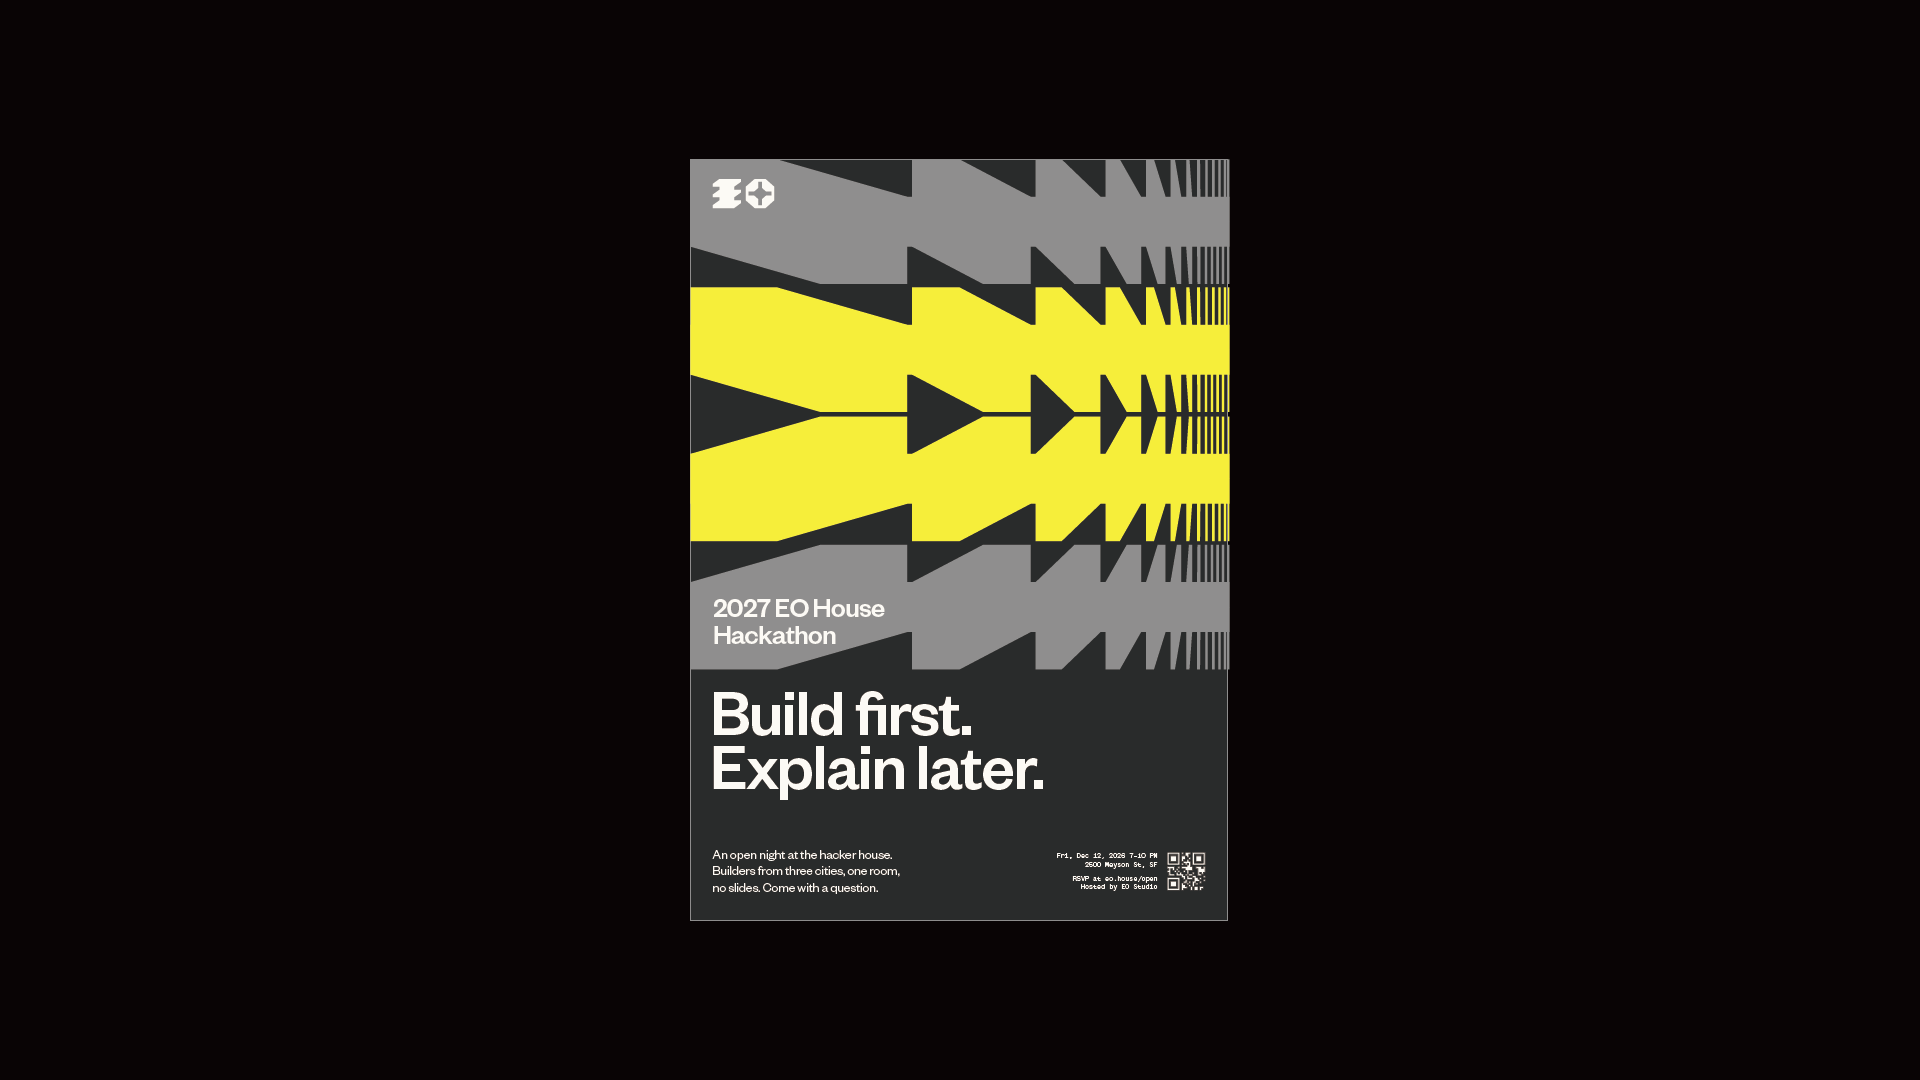 EO
2027 EO House
Hackathon
Build first.
Explain later.
An open night at the hacker house.
Builders from three cities, one room,
no slides. Come with a question.
Fri, Dec 12, 2026 7-10 PM
2500 Meyson St, SF
RSVP at eo.house/open
Hosted by EO Studio